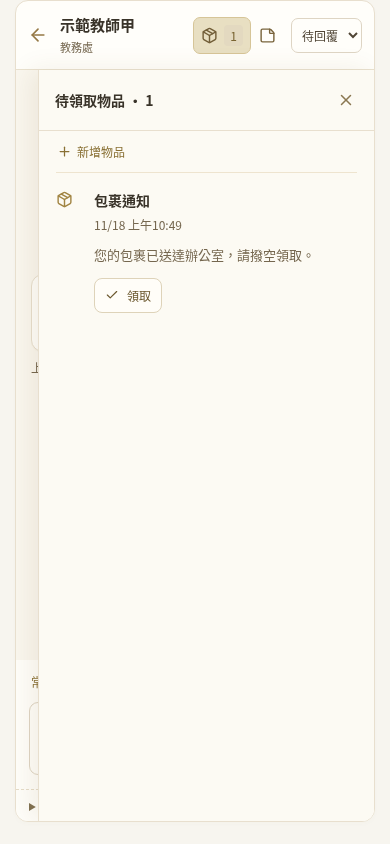 示範教師甲
教務處
1
待回覆
待領取物品 · 1
新增物品
包裹通知
11/18 上午10:49
您的包裹已送達辦公室，請撥空領取。
領取